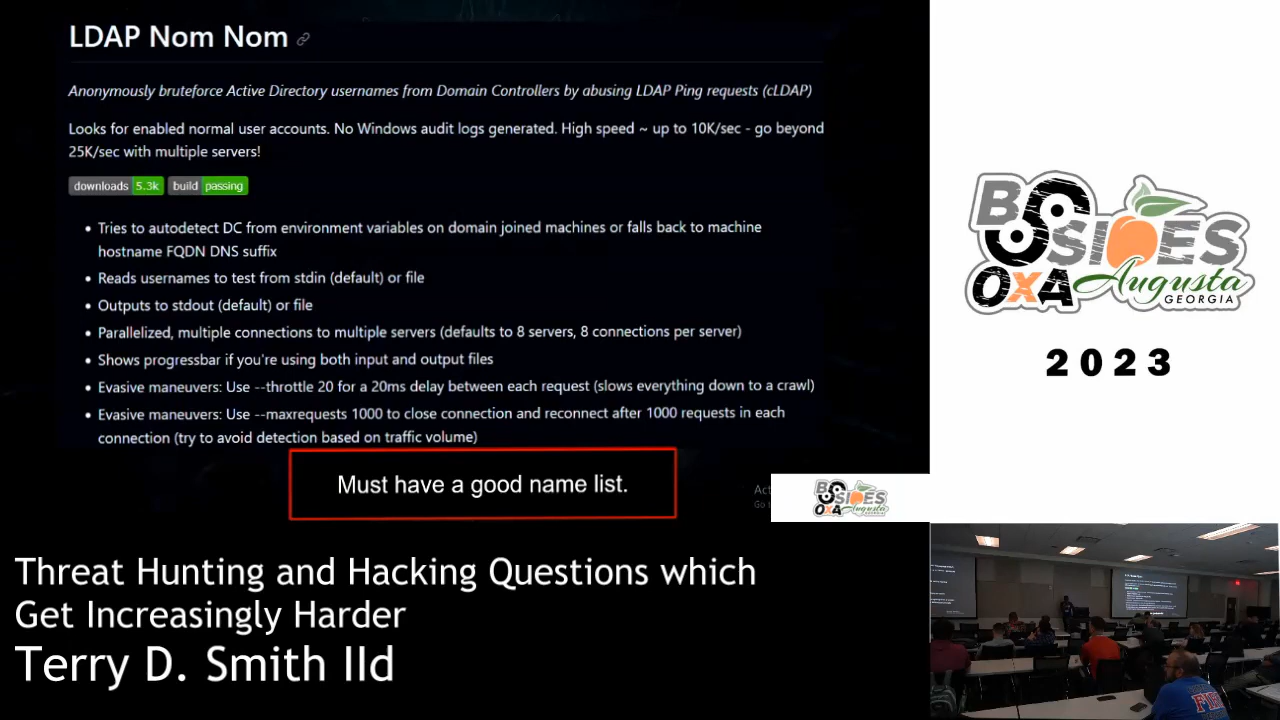 LDAP Nom Nom
Anonymously bruteforce Active Directory usernames from Domain Controllers by abusing LDAP Ping requests (cLDAP)
Looks for enabled normal user accounts. No Windows audit logs generated. High speed ~ up to 10K/sec - go beyond
25K/sec with multiple servers!
downloads 5.3k build passing
• Tries to autodetect DC from environment variables on domain joined machines or falls back to machine
hostname FQDN DNS suffix
• Reads usernames to test from stdin (default) or file
• Outputs to stdout (default) or file
• Parallelized, multiple connections to multiple servers (defaults to 8 servers, 8 connections per server)
• Shows progressbar if you're using both input and output files
• Evasive maneuvers: Use --throttle 20 for a 20ms delay between each request (slows everything down to a crawl)
• Evasive maneuvers: Use --maxrequests 1000 to close connection and reconnect after 1000 requests in each
connection (try to avoid detection based on traffic volume)
Must have a good name list.
BSIDES
OxA Augusta
GEORGIA
Threat Hunting and Hacking Questions which
Get Increasingly Harder
Terry D. Smith IId
BSIDES
OxA Augusta
GEORGIA
2023